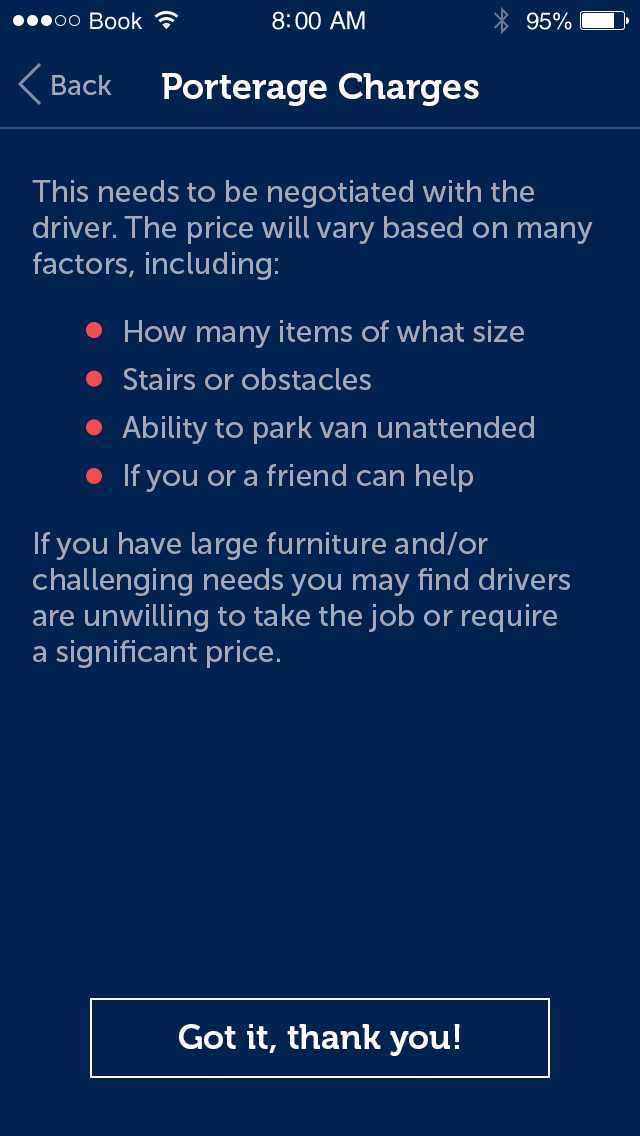 Book 8:00 AM 95%
Back Porterage Charges
This needs to be negotiated with the
driver. The price will vary based on many
factors, including:
How many items of what size
Stairs or obstacles
Ability to park van unattended
If you or a friend can help
If you have large furniture and/or
challenging needs you may find drivers
are unwilling to take the job or require
a significant price.
Got it, thank you!